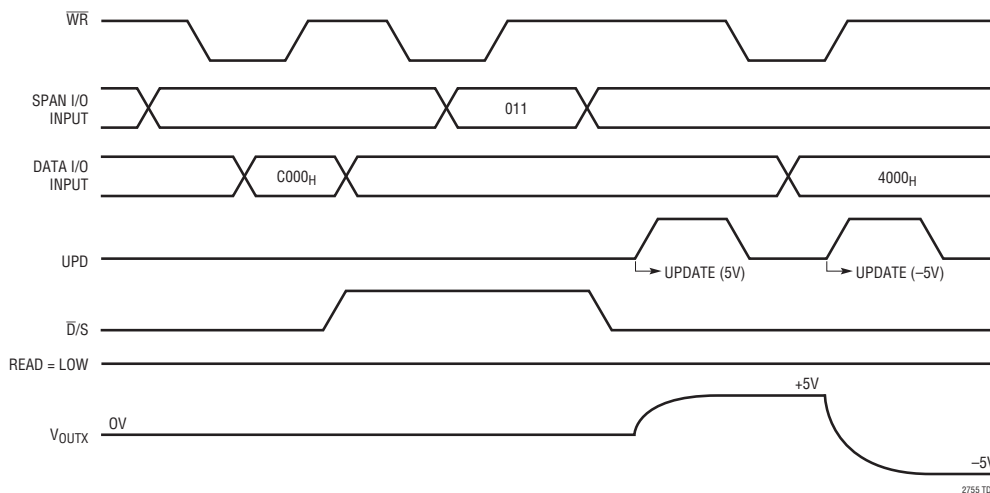 WR
SPAN I/O
INPUT
011
DATA I/O
INPUT
C000H
4000H
UPD
UPDATE (5V)
UPDATE (–5V)
D/S
READ = LOW
+5V
VOUTX
0V
–5V
2755 TD